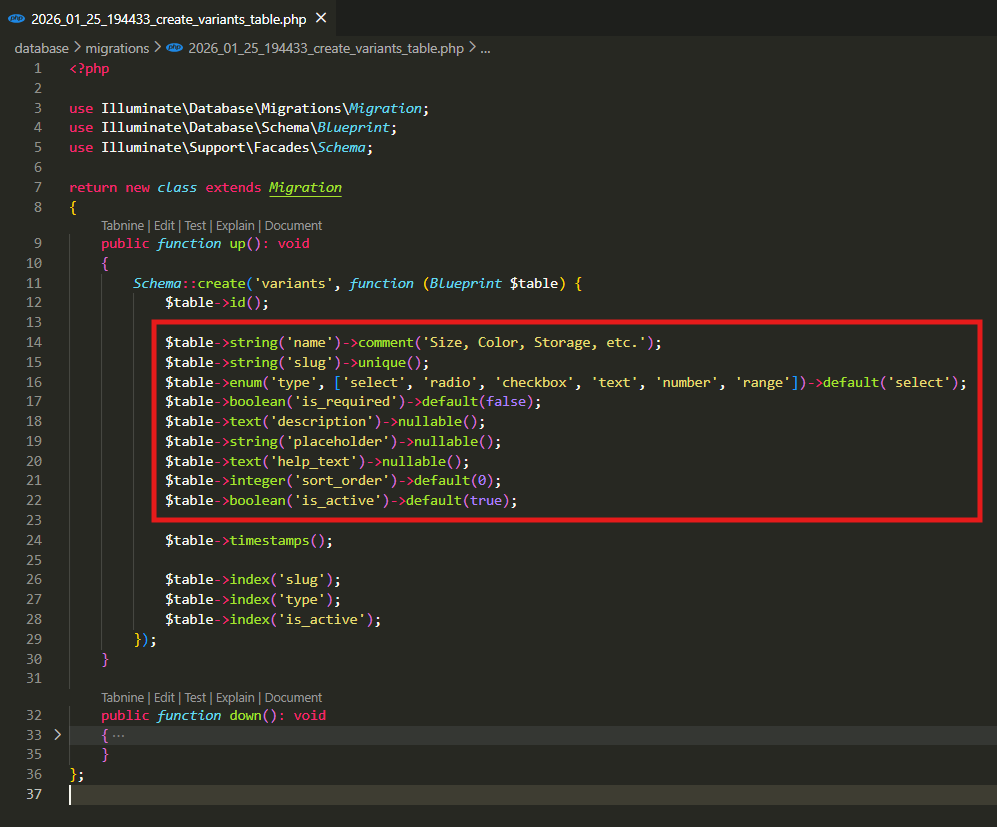 2026_01_25_194433_create_variants_table.php ×
database > migrations > 2026_01_25_194433_create_variants_table.php > ...
1 <?php
2
3 use Illuminate\Database\Migrations\Migration;
4 use Illuminate\Database\Schema\Blueprint;
5 use Illuminate\Support\Facades\Schema;
6
7 return new class extends Migration
8 {
Tabnine | Edit | Test | Explain | Document
9 public function up(): void
10 {
11 Schema::create('variants', function (Blueprint $table) {
12 $table->id();
13
14 $table->string('name')->comment('Size, Color, Storage, etc.');
15 $table->string('slug')->unique();
16 $table->enum('type', ['select', 'radio', 'checkbox', 'text', 'number', 'range'])->default('select');
17 $table->boolean('is_required')->default(false);
18 $table->text('description')->nullable();
19 $table->string('placeholder')->nullable();
20 $table->text('help_text')->nullable();
21 $table->integer('sort_order')->default(0);
22 $table->boolean('is_active')->default(true);
23
24 $table->timestamps();
25
26 $table->index('slug');
27 $table->index('type');
28 $table->index('is_active');
29 });
30 }
31
Tabnine | Edit | Test | Explain | Document
32 public function down(): void
33 > { ...
35 }
36 };
37